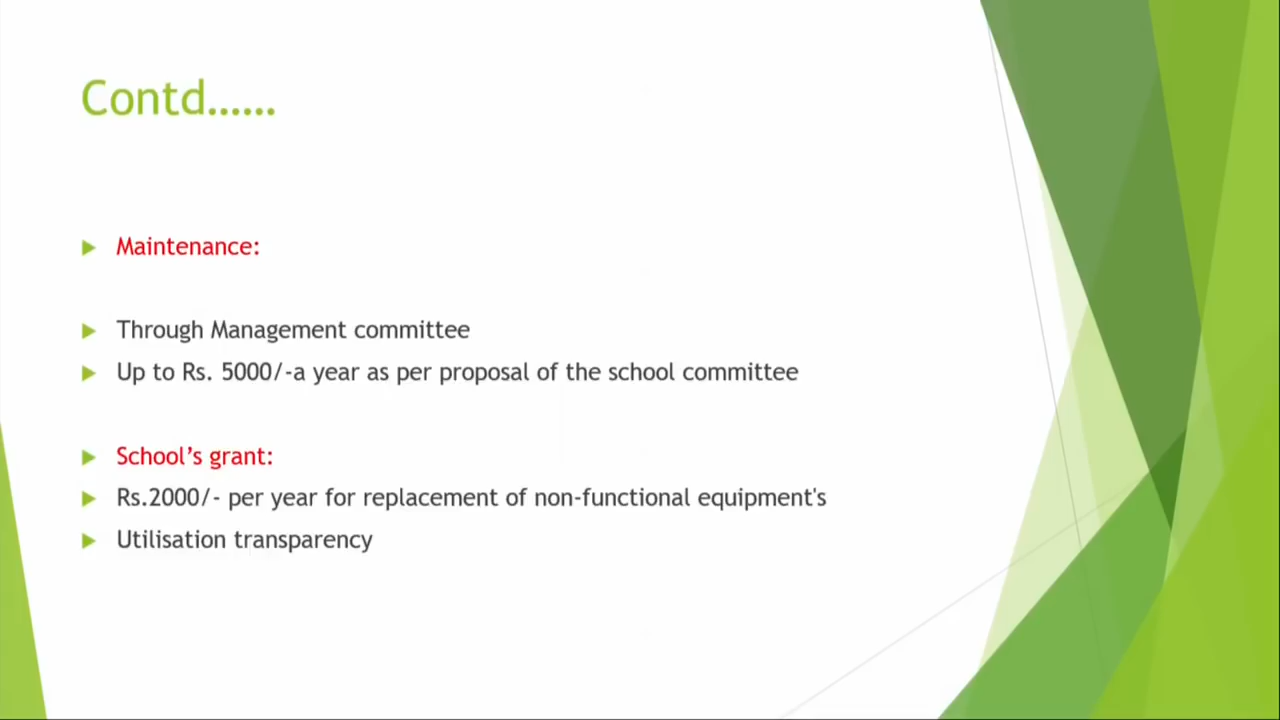 Contd......
Maintenance:
Through Management committee
Up to Rs. 5000/-a year as per proposal of the school committee
School’s grant:
Rs.2000/- per year for replacement of non-functional equipment's
Utilisation transparency